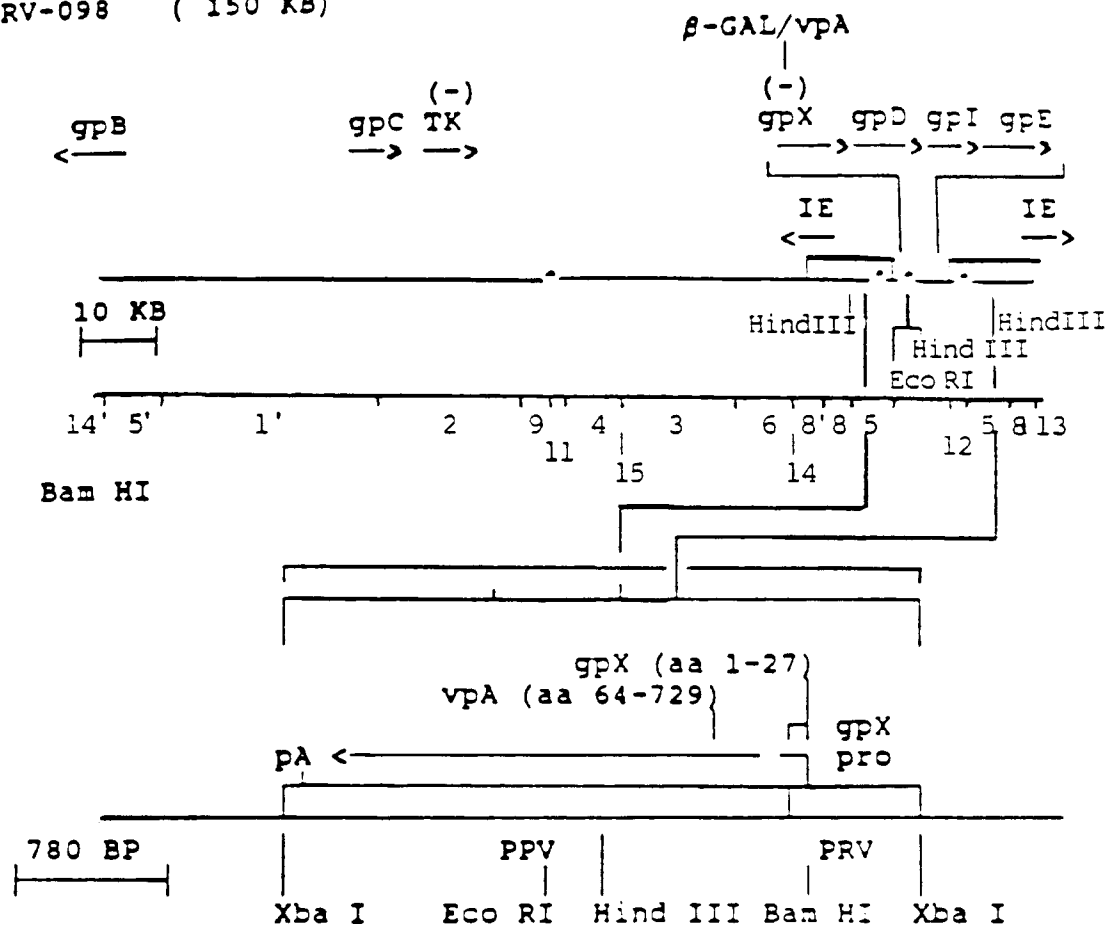 RV-098 ( 150 KB)
β-GAL/vpA
(-) (-)
gpB gpC TK gpX gpD gpI gpE
IE IE
10 KB
HindIII HindIII
Hind III
Eco RI
14' 5' 1' 2 9 4 3 6 8' 8 5 5 8 13
11 12
15 14
Bam HI
gpX (aa 1-27)
vpA (aa 64-729)
gpX
pA pro
780 BP PPV PRV
Xba I Eco RI Hind III Bam HI Xba I